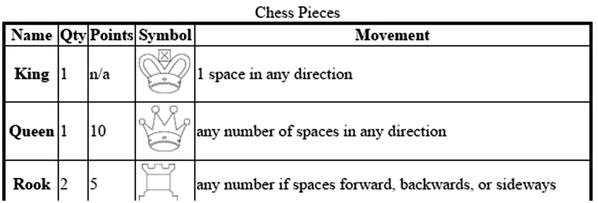 Chess Pieces
Name Qty Points Symbol Movement
King 1 n/a 1 space in any direction
Queen 1 10 any number of spaces in any direction
Rook 2 5 any number if spaces forward, backwards, or sideways